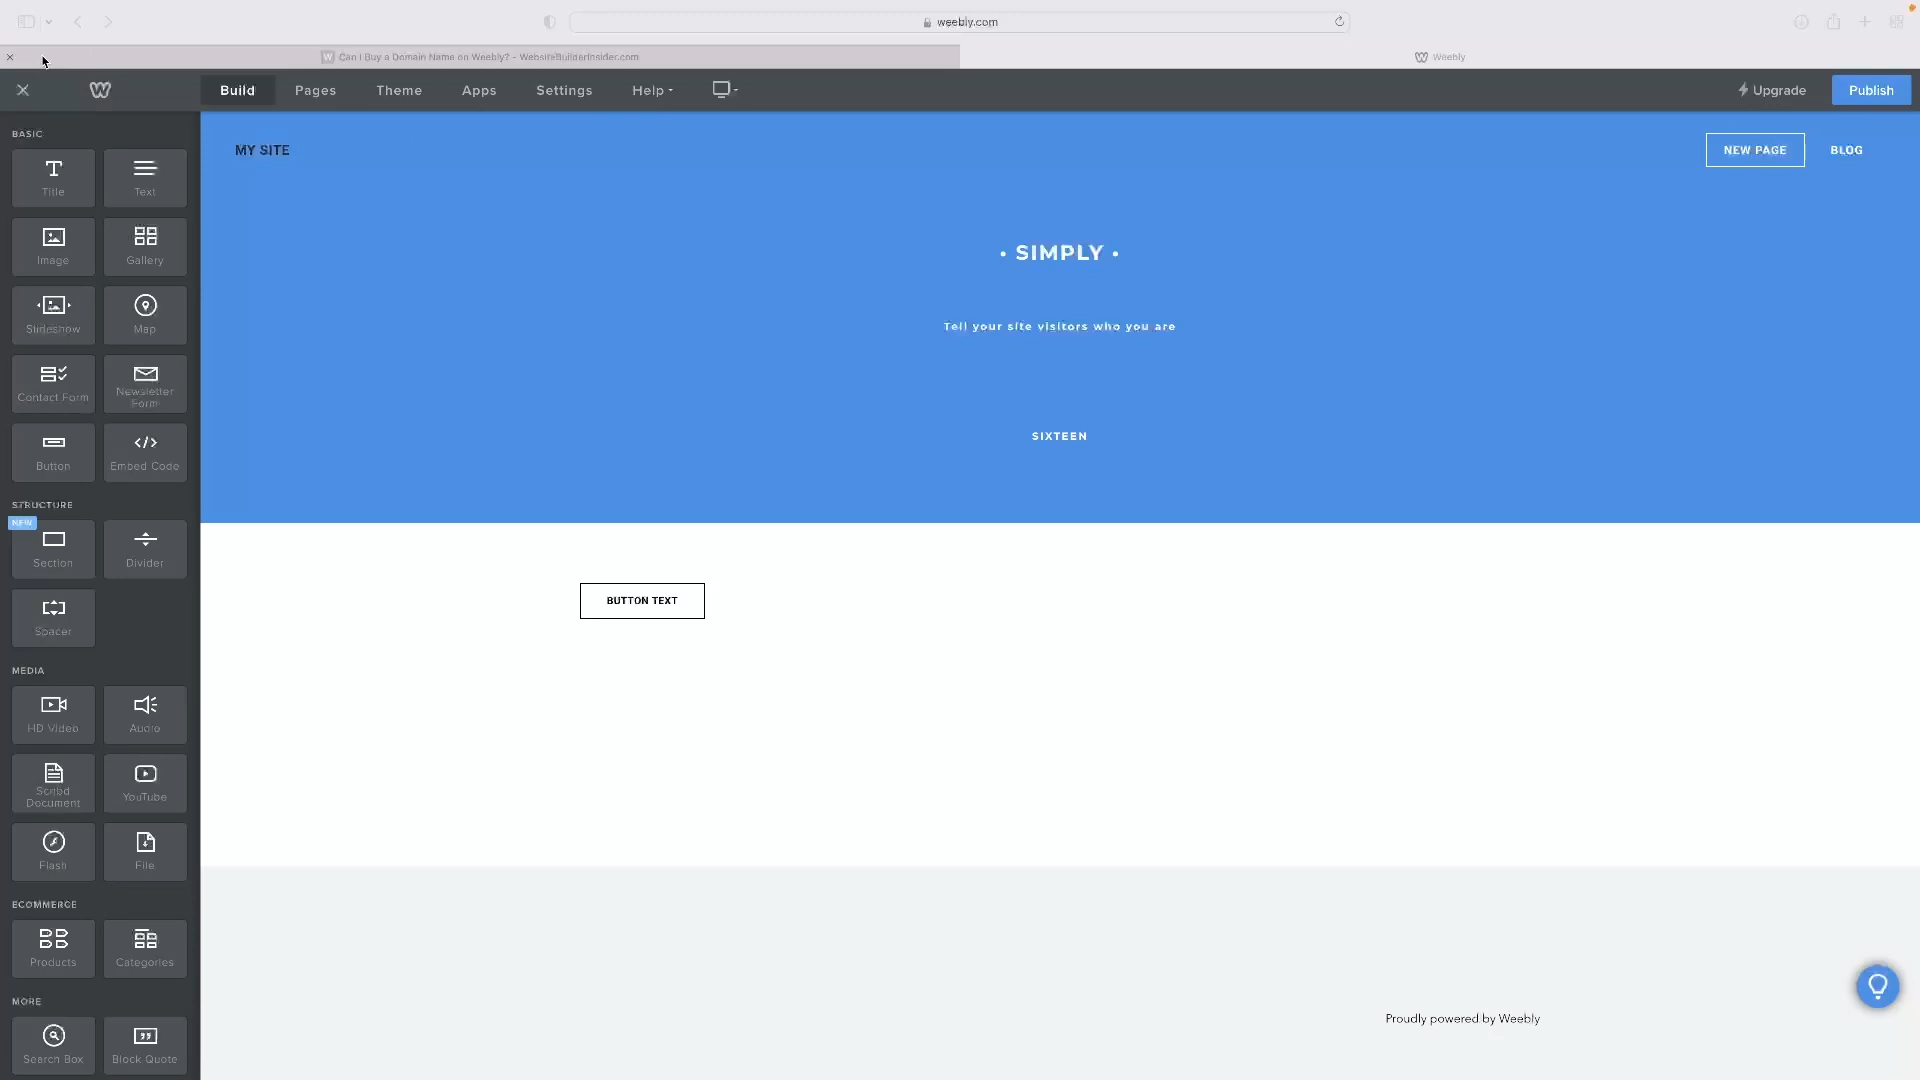 weebly.com
Can I Buy a Domain Name on Weebly? - WebsiteBuilderInsider.com
Weebly
Build
Pages
Theme
Apps
Settings
Help
Upgrade
Publish
BASIC
Title
Text
Image
Gallery
Slideshow
Map
Contact Form
Newsletter
Form
Button
Embed Code
STRUCTURE
NEW
Section
Divider
Spacer
MEDIA
HD Video
Audio
Scribd
Document
YouTube
Flash
File
ECOMMERCE
Products
Categories
MORE
Search Box
Block Quote
MY SITE
NEW PAGE
BLOG
• SIMPLY •
Tell your site visitors who you are
SIXTEEN
BUTTON TEXT
Proudly powered by Weebly